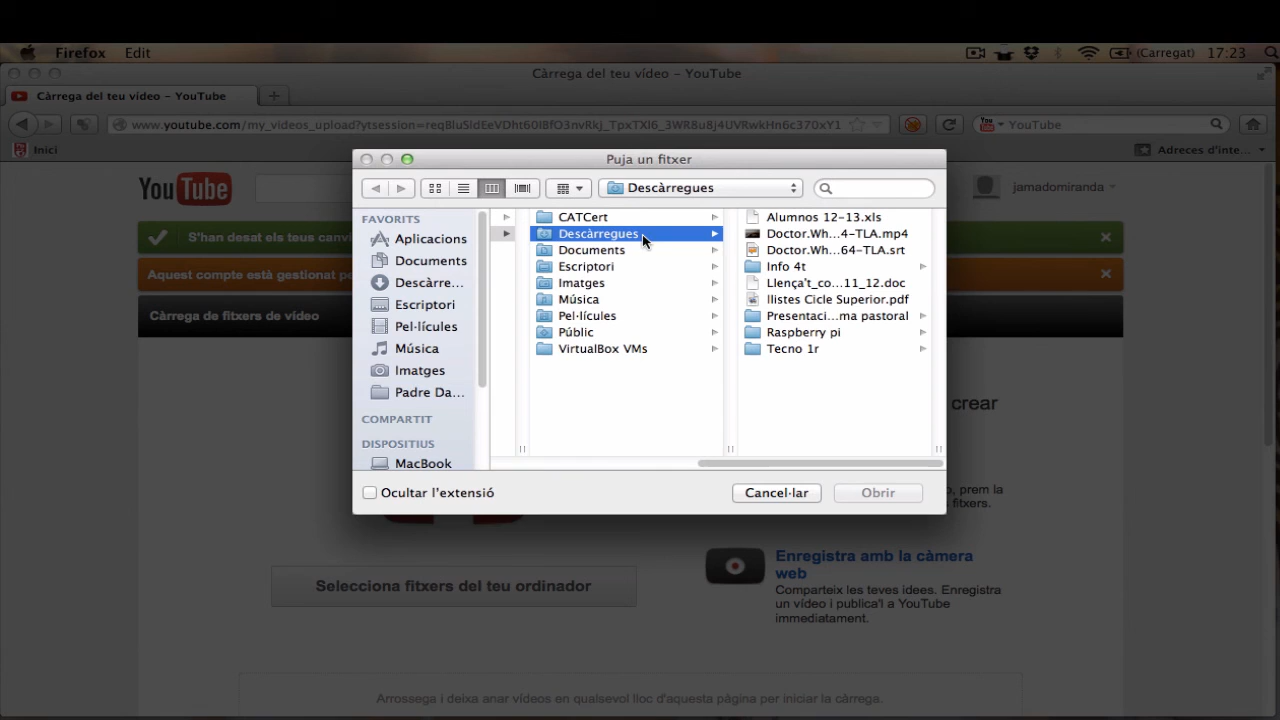 Firefox Edit (Carregat) 17:23
Càrrega del teu vídeo – YouTube
Càrrega del teu vídeo – YouTube
www.youtube.com/my_videos_upload?ytsession=reqBluSldEeVDht60IBfO3nvRkj_TpxTXl6_3WR8u8j4UVRwkHn6c370xY1 YouTube
Inici Adreces d'inte...
Puja un fitxer
Descàrregues
YouTube jamadomiranda
S'han desat els teus canvi
Aquest compte està gestionat pe
Càrrega de fitxers de vídeo
FAVORITS
Aplicacions
Documents
Descàrre...
Escriptori
Pel·lícules
Música
Imatges
Padre Da...
COMPARTIT
DISPOSITIUS
MacBook
CATCert
Descàrregues
Documents
Escriptori
Imatges
Música
Pel·lícules
Públic
VirtualBox VMs
Alumnos 12-13.xls
Doctor.Wh...4-TLA.mp4
Doctor.Wh...64-TLA.srt
Info 4t
Llença't_co...11_12.doc
llistes Cicle Superior.pdf
Presentaci...ma pastoral
Raspberry pi
Tecno 1r
Ocultar l'extensió Cancel·lar Obrir
crear
o, prem la
s fitxers.
Enregistra amb la càmera
web
Comparteix les teves idees. Enregistra
un vídeo i publica'l a YouTube
immediatament.
Selecciona fitxers del teu ordinador
Arrossega i deixa anar vídeos en qualsevol lloc d'aquesta pàgina per iniciar la càrrega.